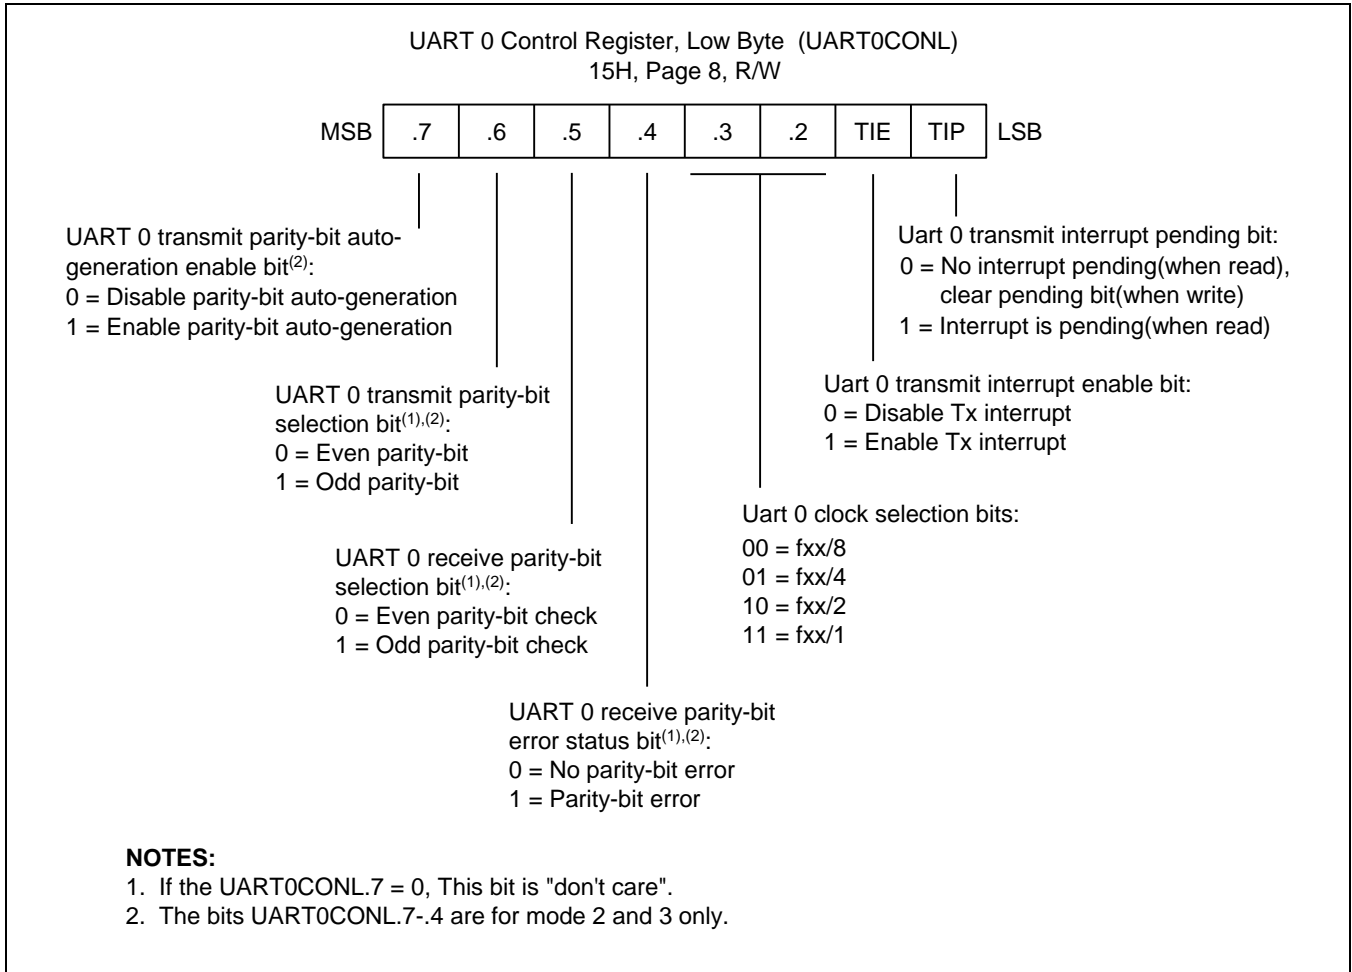 UART 0 Control Register, Low Byte (UART0CONL)
15H, Page 8, R/W
MSB .7 .6 .5 .4 .3 .2 TIE TIP LSB
UART 0 transmit parity-bit auto-
generation enable bit(2):
0 = Disable parity-bit auto-generation
1 = Enable parity-bit auto-generation
Uart 0 transmit interrupt pending bit:
0 = No interrupt pending(when read),
clear pending bit(when write)
1 = Interrupt is pending(when read)
UART 0 transmit parity-bit
selection bit(1),(2):
0 = Even parity-bit
1 = Odd parity-bit
Uart 0 transmit interrupt enable bit:
0 = Disable Tx interrupt
1 = Enable Tx interrupt
UART 0 receive parity-bit
selection bit(1),(2):
0 = Even parity-bit check
1 = Odd parity-bit check
Uart 0 clock selection bits:
00 = fxx/8
01 = fxx/4
10 = fxx/2
11 = fxx/1
UART 0 receive parity-bit
error status bit(1),(2):
0 = No parity-bit error
1 = Parity-bit error
NOTES:
1. If the UART0CONL.7 = 0, This bit is "don't care".
2. The bits UART0CONL.7-.4 are for mode 2 and 3 only.